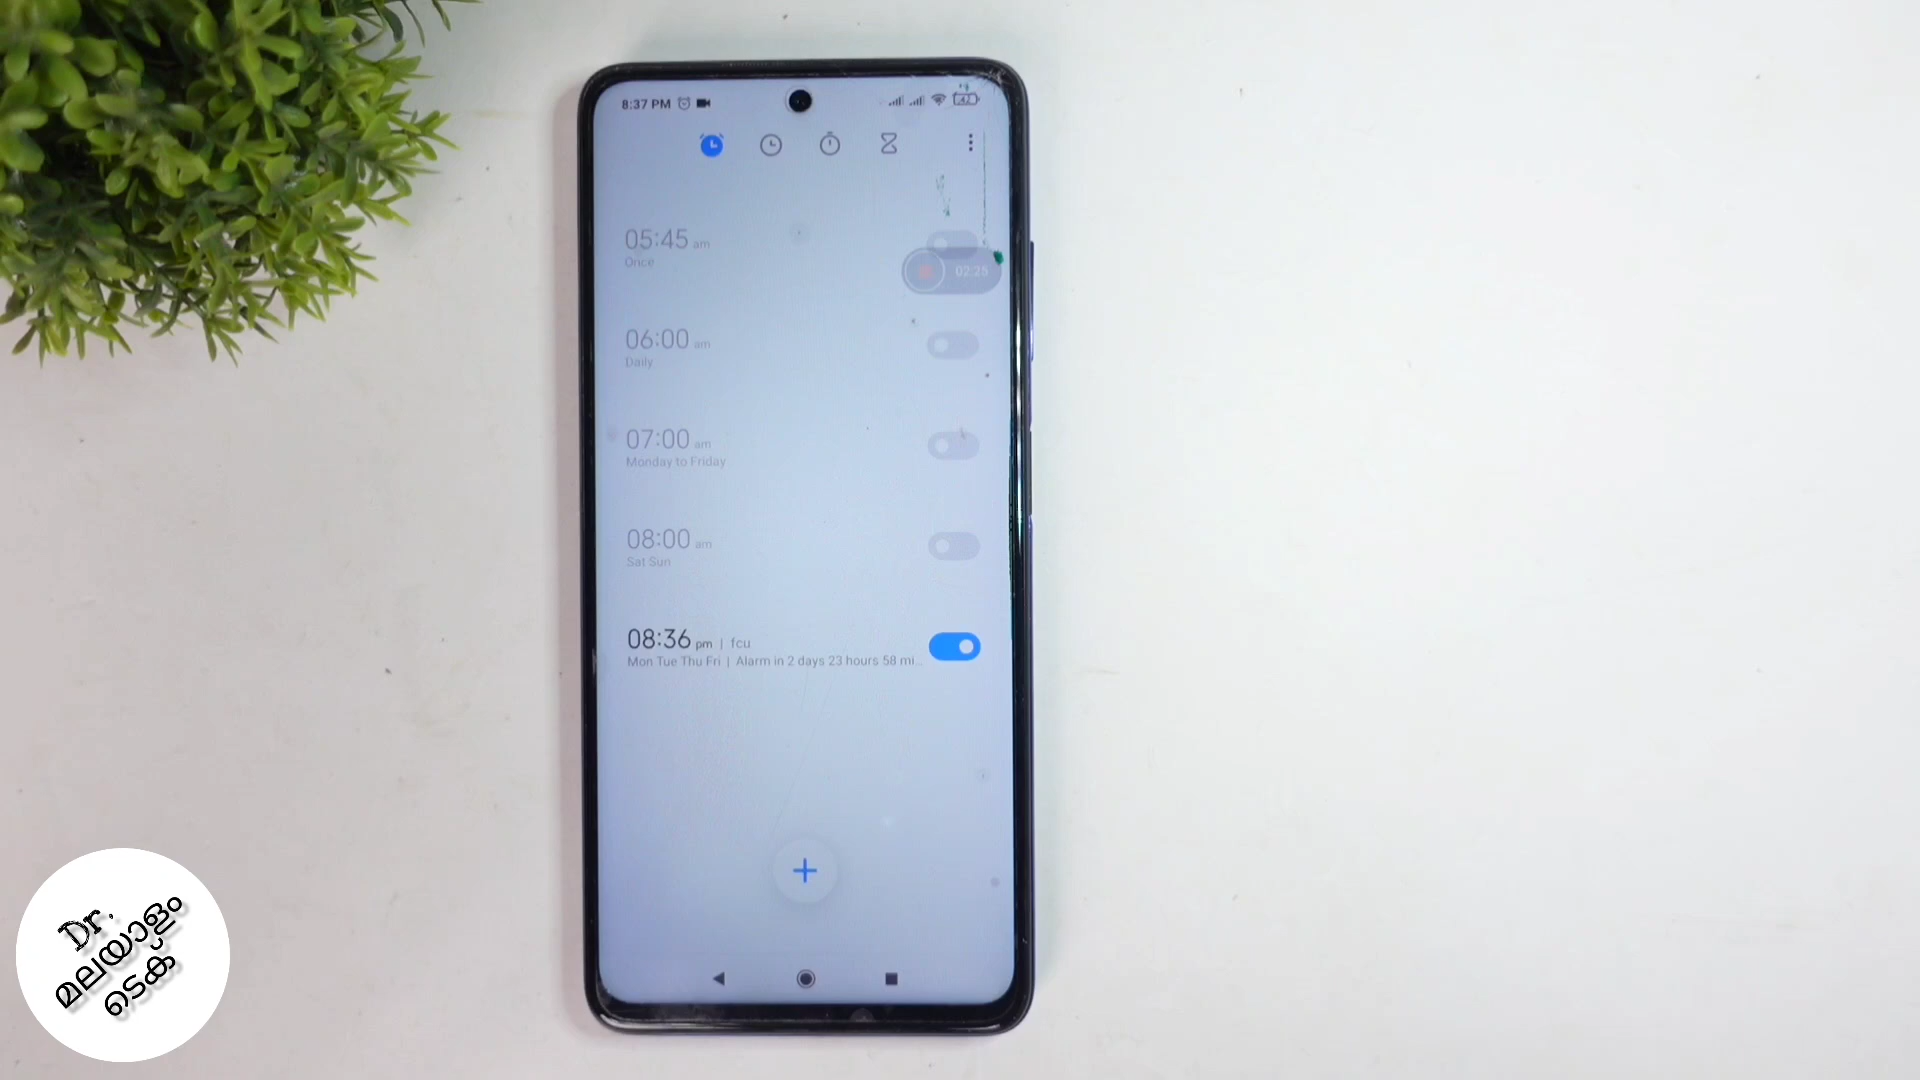 8:37 PM
42
05:45 am
Once
02:25
06:00 am
Daily
07:00 am
Monday to Friday
08:00 am
Sat Sun
08:36 pm | fcu
Mon Tue Thu Fri | Alarm in 2 days 23 hours 58 mi...
Dr.
മലയാളം
ടെക്